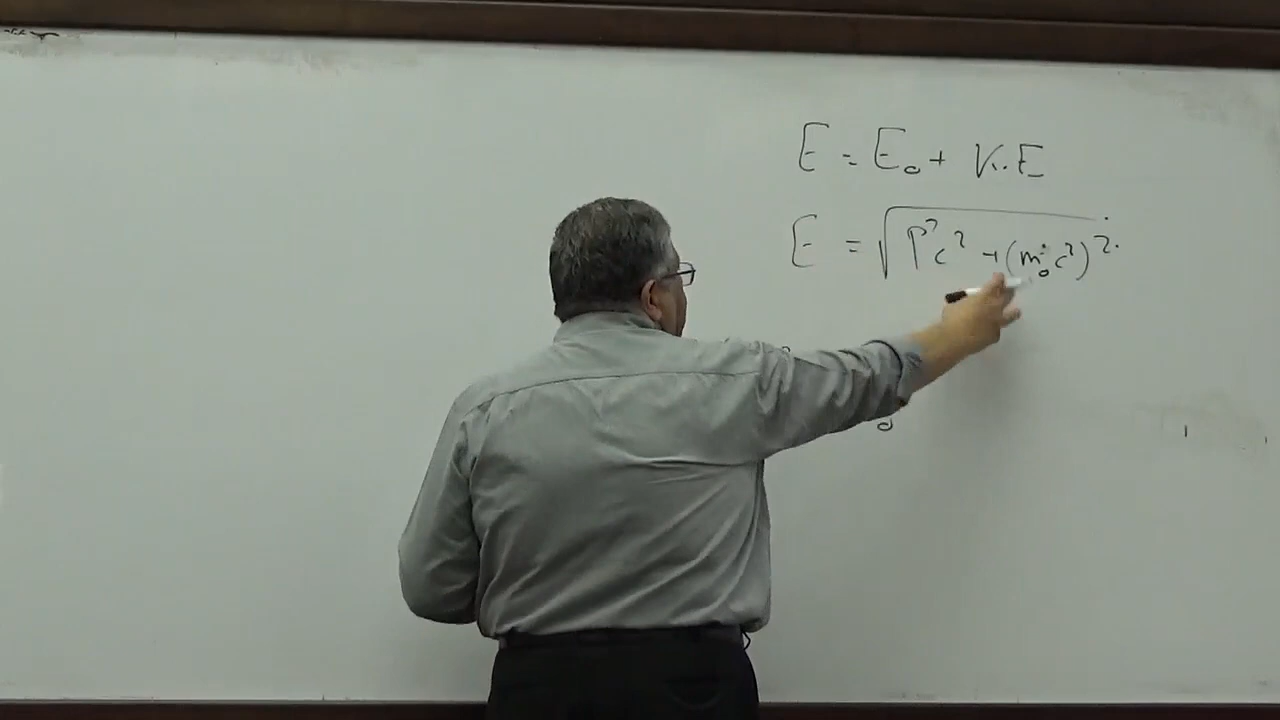 E = E₀ + K.E
E = √(P²c² + (m₀c²)²)